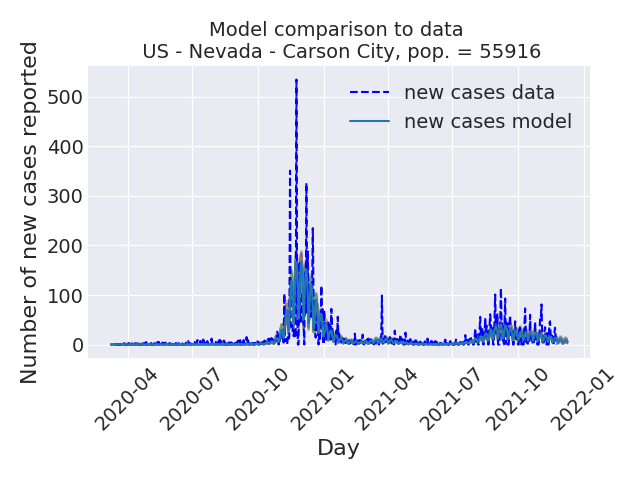 Model comparison to data
US - Nevada - Carson City, pop. = 55916
Number of new cases reported
500
400
300
200
100
0
new cases data
new cases model
2020-04
2020-07
2020-10
2021-01
2021-04
2021-07
2021-10
2022-01
Day